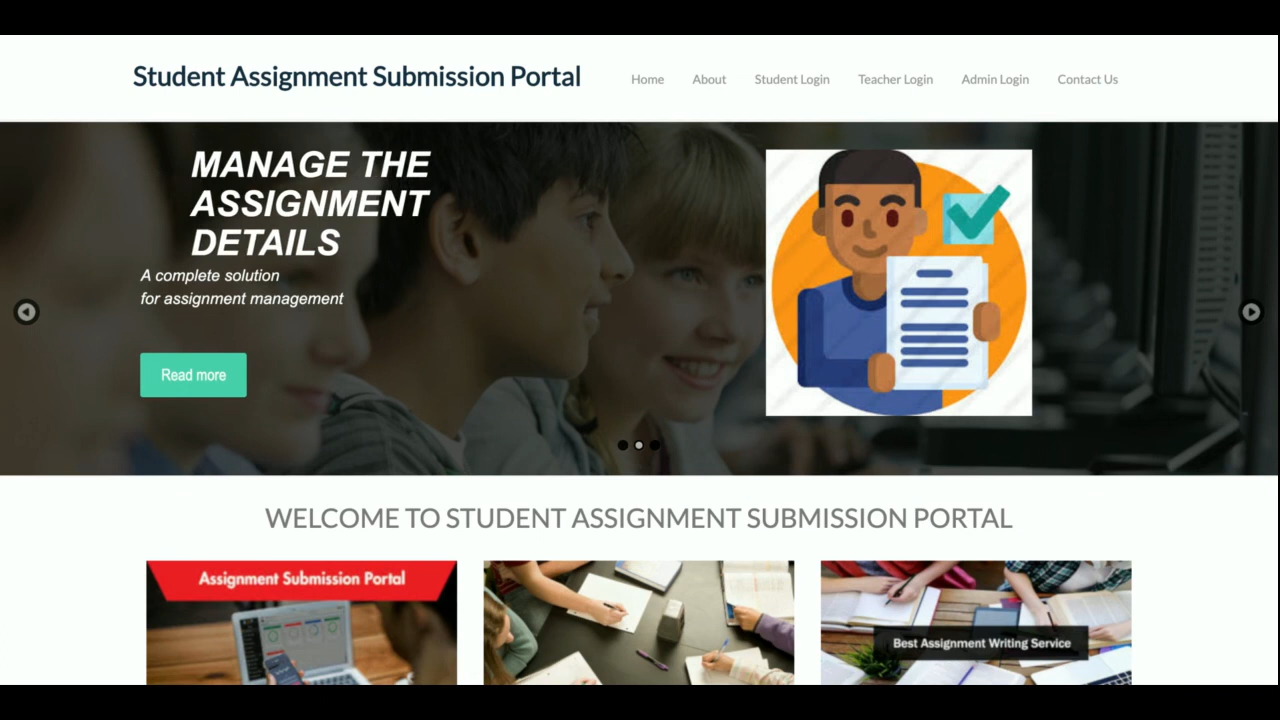 Student Assignment Submission Portal
Home About Student Login Teacher Login Admin Login Contact Us
MANAGE THE
ASSIGNMENT
DETAILS
A complete solution
for assignment management
Read more
WELCOME TO STUDENT ASSIGNMENT SUBMISSION PORTAL
Assignment Submission Portal
Best Assignment Writing Service